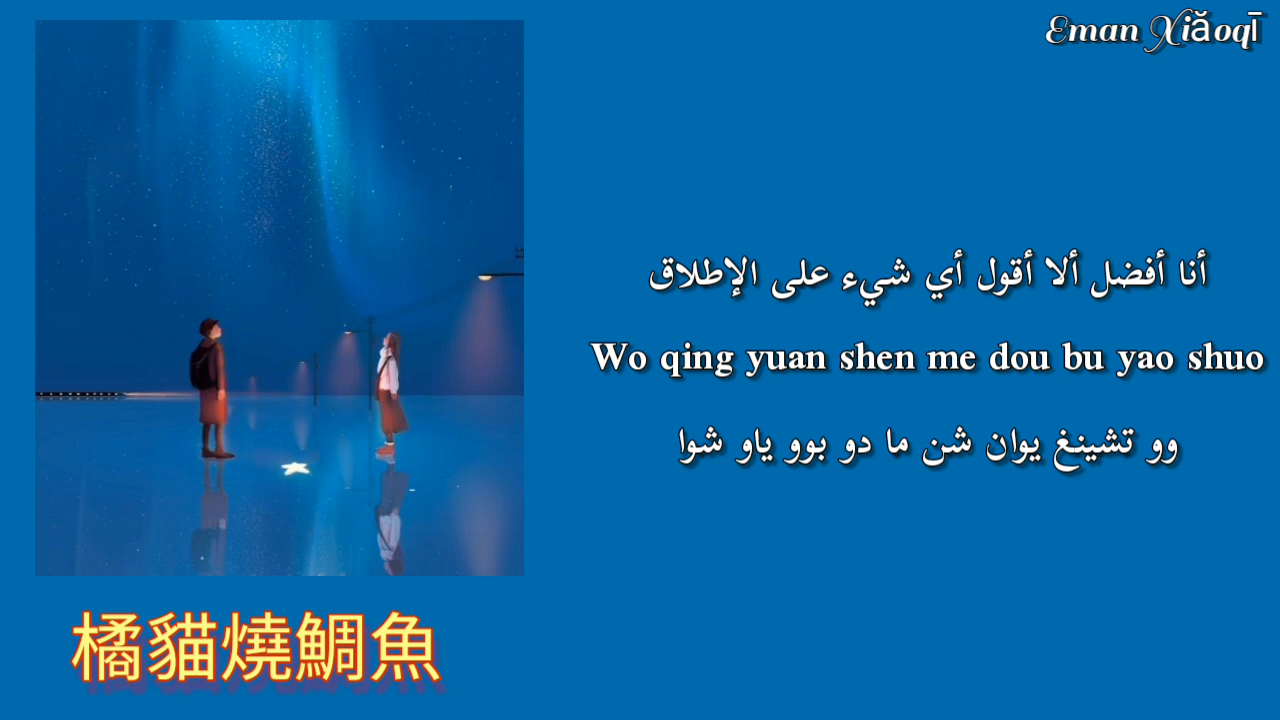 Eman Xiǎoqī
أنا أفضل ألا أقول أي شيء على الإطلاق
Wo qing yuan shen me dou bu yao shuo
وو تشينغ يوان شن ما دو بوو ياو شوا
橘貓燒鯛魚